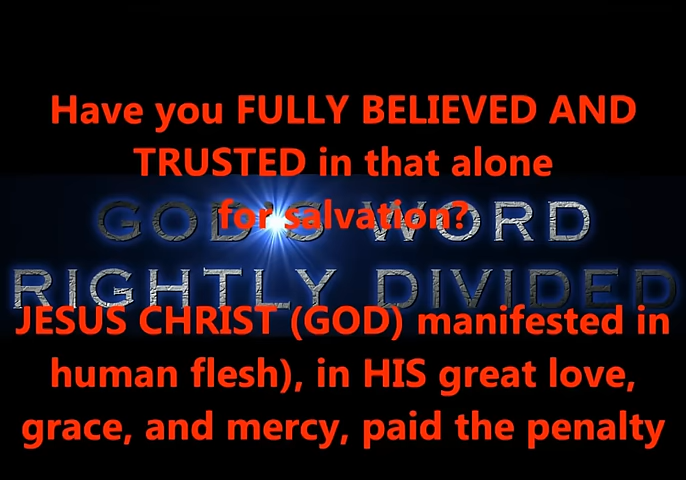 Have you FULLY BELIEVED AND
TRUSTED in that alone
for salvation?
GOD'S WORD
RIGHTLY DIVIDED
JESUS CHRIST (GOD) manifested in
human flesh), in HIS great love,
grace, and mercy, paid the penalty